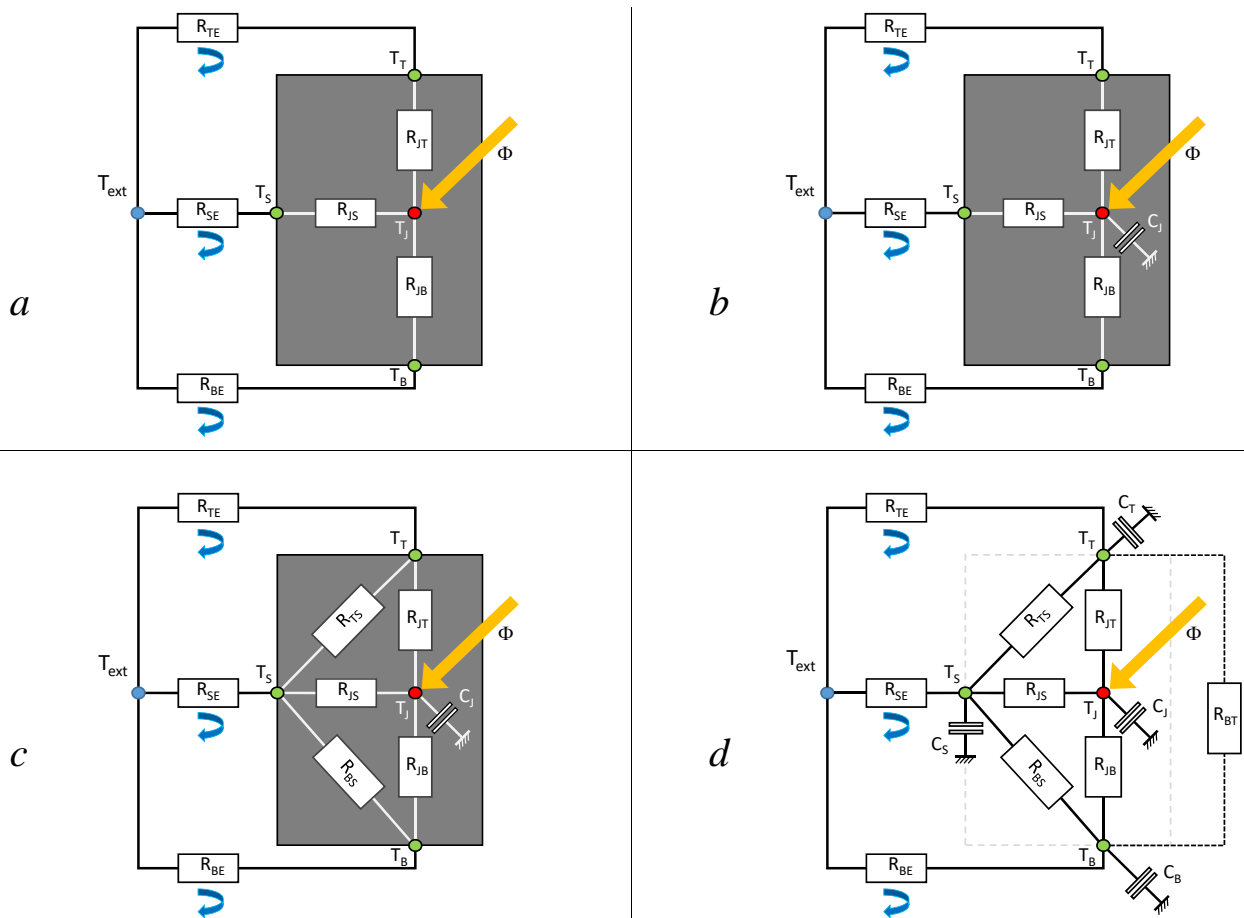 R_TE
T_T
R_JT
Φ
T_ext
T_S
R_SE
R_JS
T_J
R_JB
a
T_B
R_BE
R_TE
T_T
R_JT
Φ
T_ext
T_S
R_SE
R_JS
T_J
C_J
R_JB
b
T_B
R_BE
R_TE
T_T
R_TS
R_JT
Φ
T_ext
T_S
R_SE
R_JS
T_J
C_J
c
R_BS
R_JB
T_B
R_BE
R_TE
C_T
T_T
R_TS
R_JT
Φ
T_ext
T_S
R_SE
R_JS
T_J
C_J
R_BT
d
C_S
R_BS
R_JB
T_B
R_BE
C_B